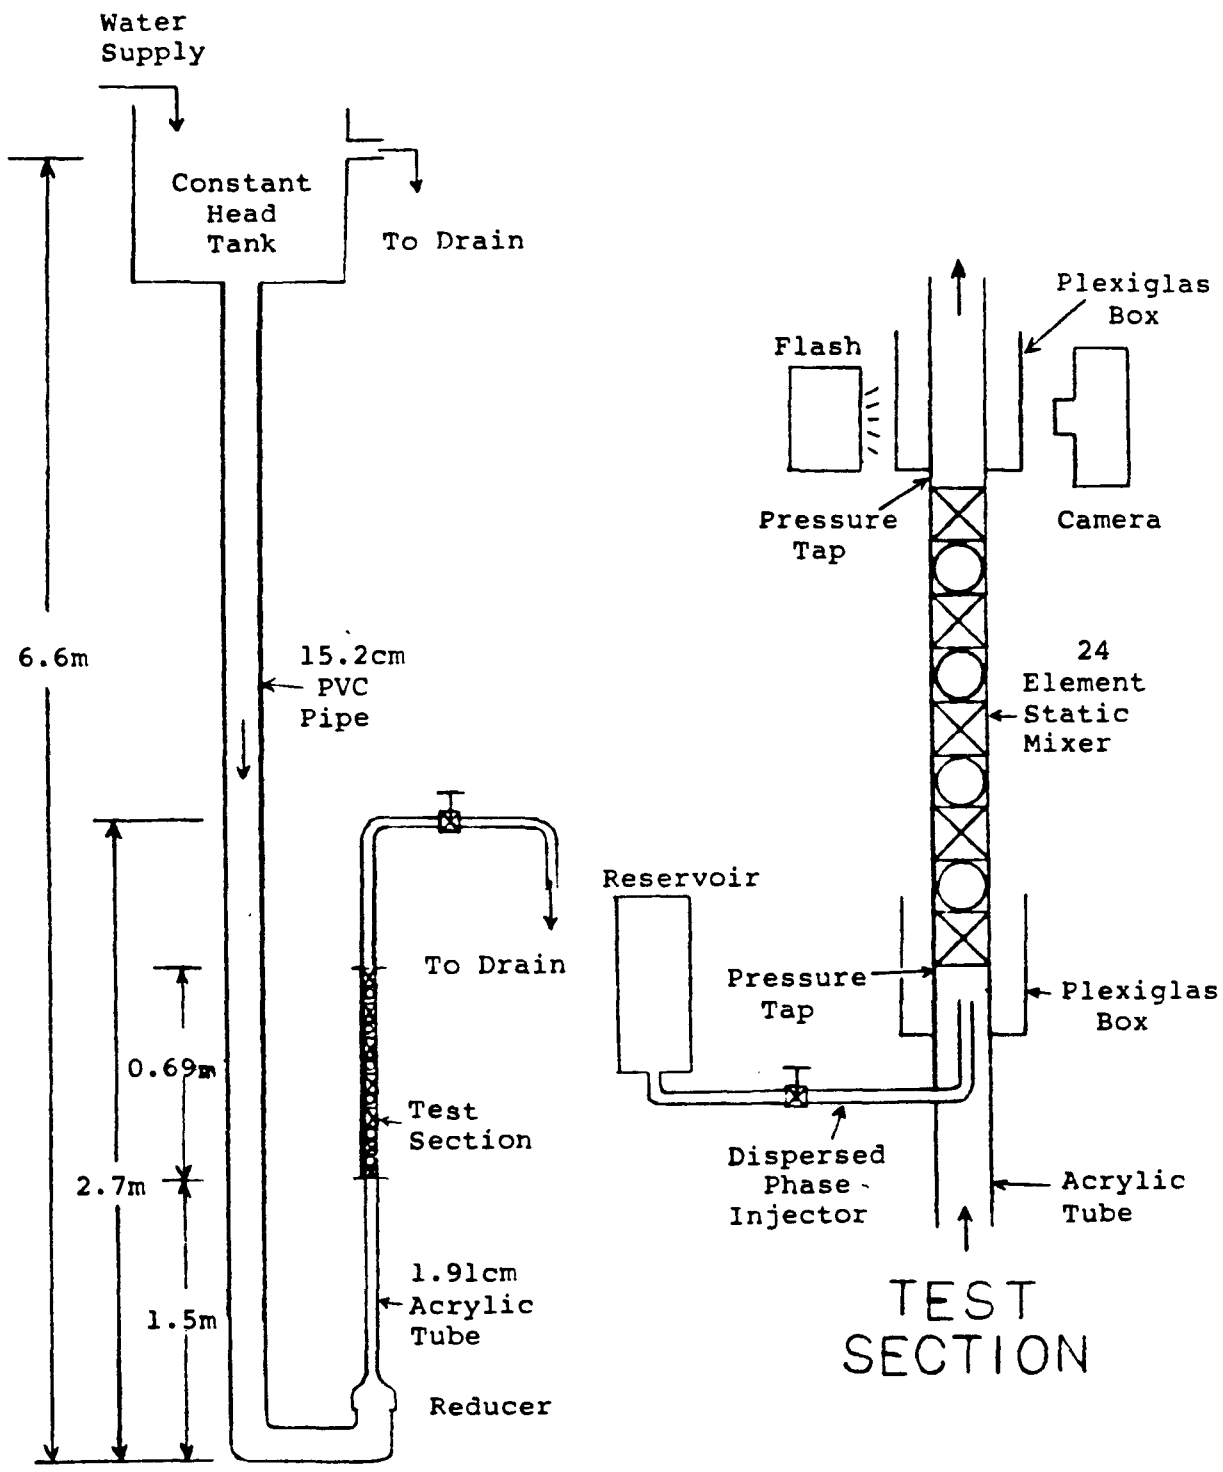 Water
Supply
Constant
Head
Tank
To Drain
6.6m
15.2cm
PVC
Pipe
To Drain
0.69m
Test
Section
2.7m
1.5m
1.91cm
Acrylic
Tube
Reducer
Plexiglas
Box
Flash
Pressure
Tap
Camera
24
Element
Static
Mixer
Reservoir
Pressure
Tap
Plexiglas
Box
Dispersed
Phase
Injector
Acrylic
Tube
TEST
SECTION